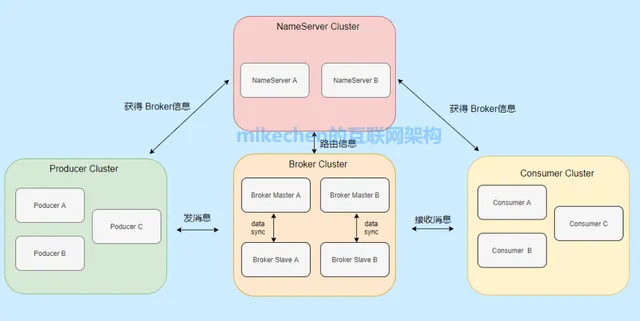 NameServer Cluster
NameServer A
NameServer B
获得 Broker信息
获得 Broker信息
mikechen的互联网架构
路由信息
Producer Cluster
Broker Cluster
Consumer Cluster
Poducer A
Poducer C
Poducer B
发消息
Broker Master A
Broker Master B
data
sync
data
sync
Broker Slave A
Broker Slave B
接收消息
Consumer A
Consumer C
Consumer B